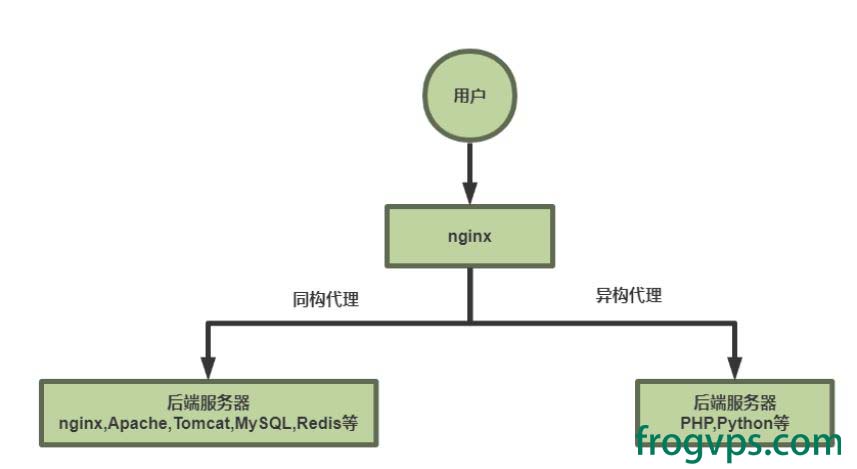 用户
nginx
同构代理
异构代理
后端服务器
nginx,Apache,Tomcat,MySQL,Redis等
后端服务器
PHP,Python等
frogvps.com